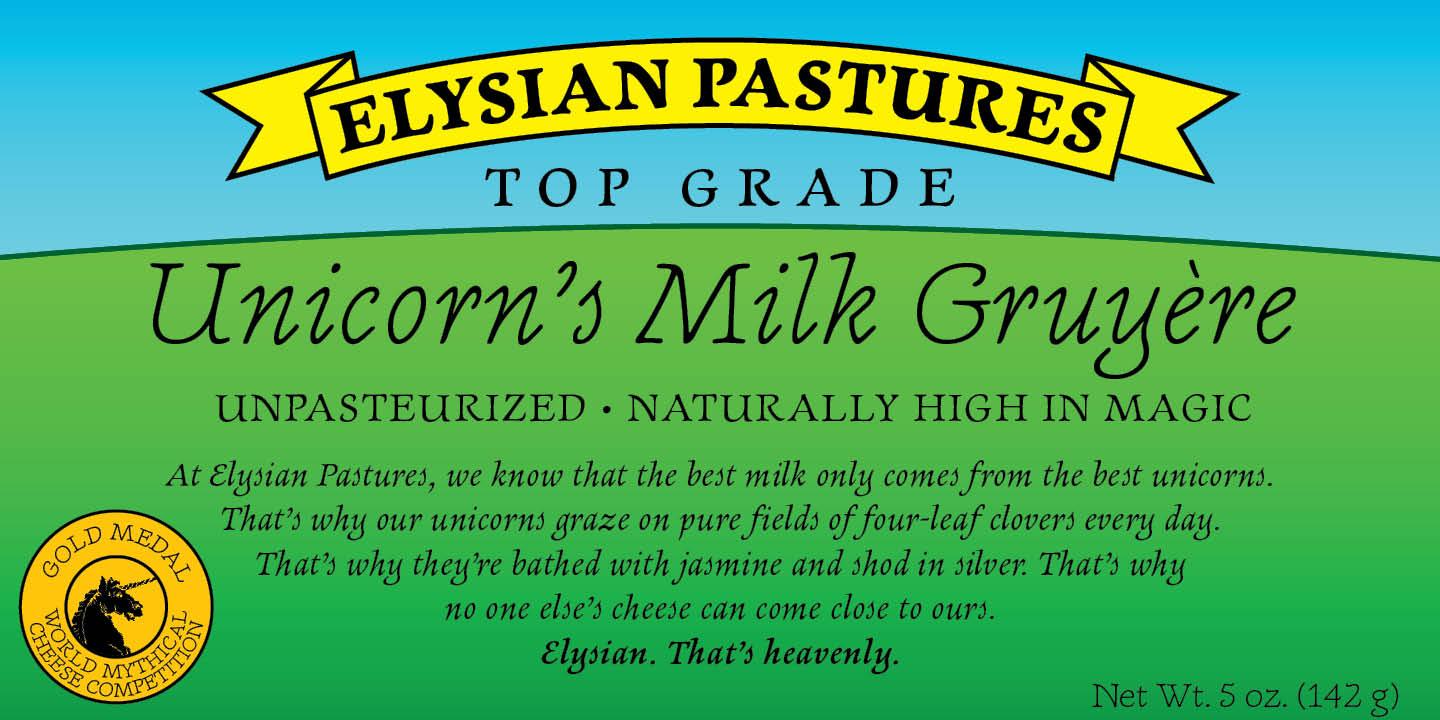 ELYSIAN PASTURES
TOP GRADE
Unicorn's Milk Gruyère
UNPASTEURIZED • NATURALLY HIGH IN MAGIC
At Elysian Pastures, we know that the best milk only comes from the best unicorns.
That's why our unicorns graze on pure fields of four-leaf clovers every day.
That's why they're bathed with jasmine and shod in silver. That's why
no one else's cheese can come close to ours.
Elysian. That's heavenly.
GOLD MEDAL
WORLD MYTHICAL
CHEESE COMPETITION
Net Wt. 5 oz. (142 g)